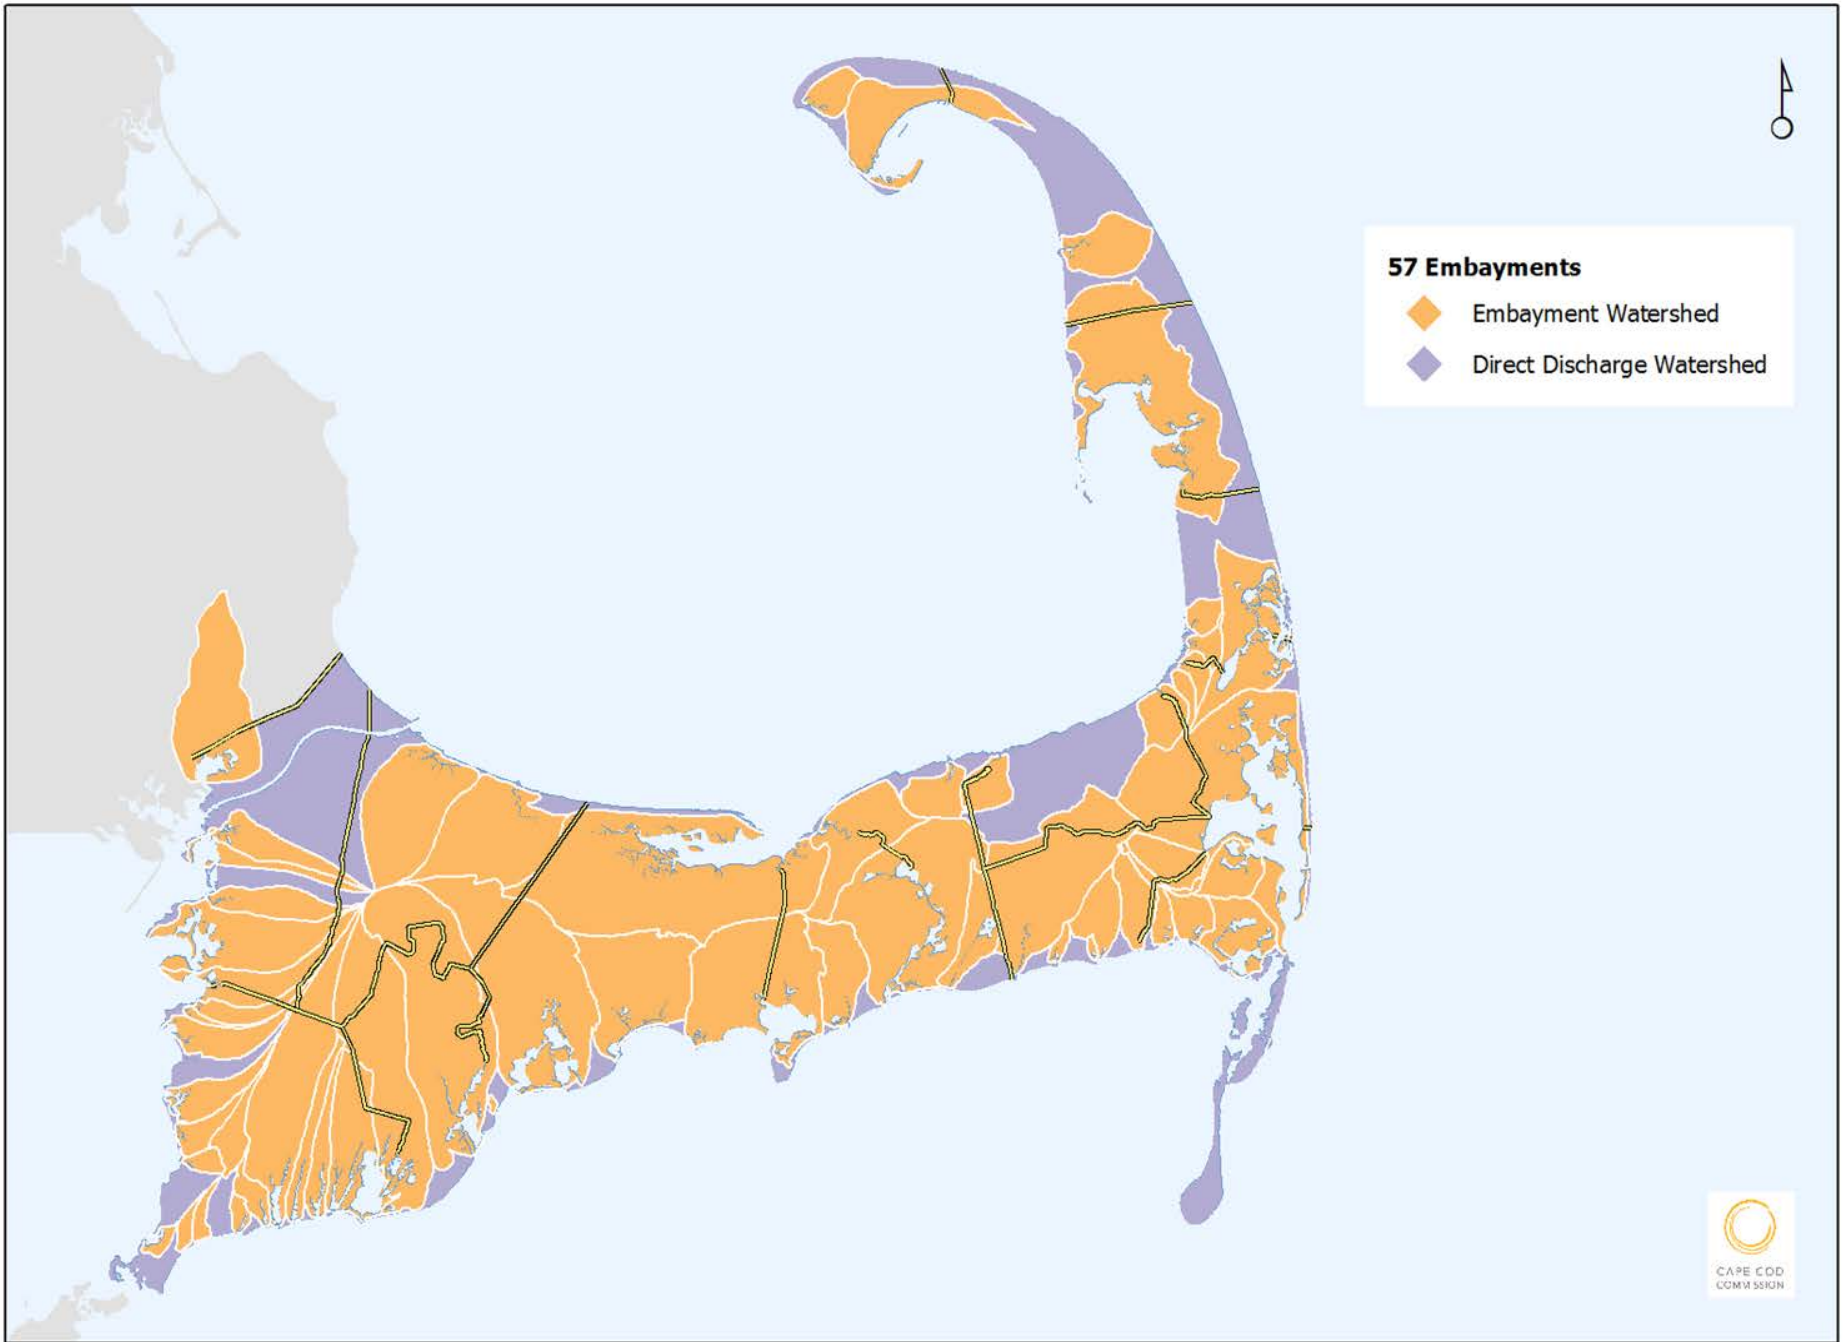 57 Embayments
Embayment Watershed
Direct Discharge Watershed
CAPE COD
COMMISSION